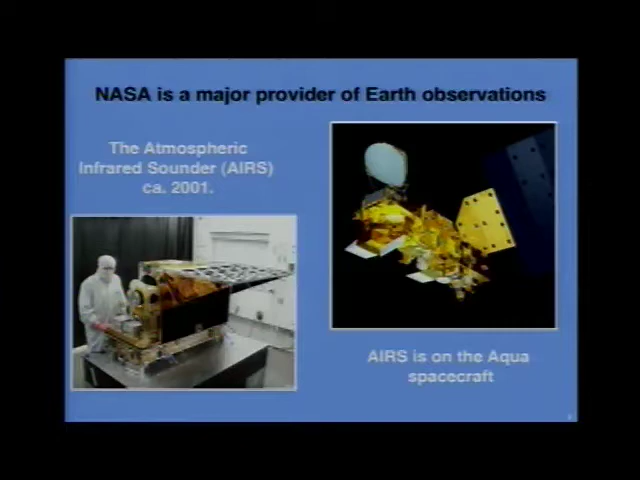 NASA is a major provider of Earth observations
The Atmospheric
Infrared Sounder (AIRS)
ca. 2001.
AIRS is on the Aqua
spacecraft